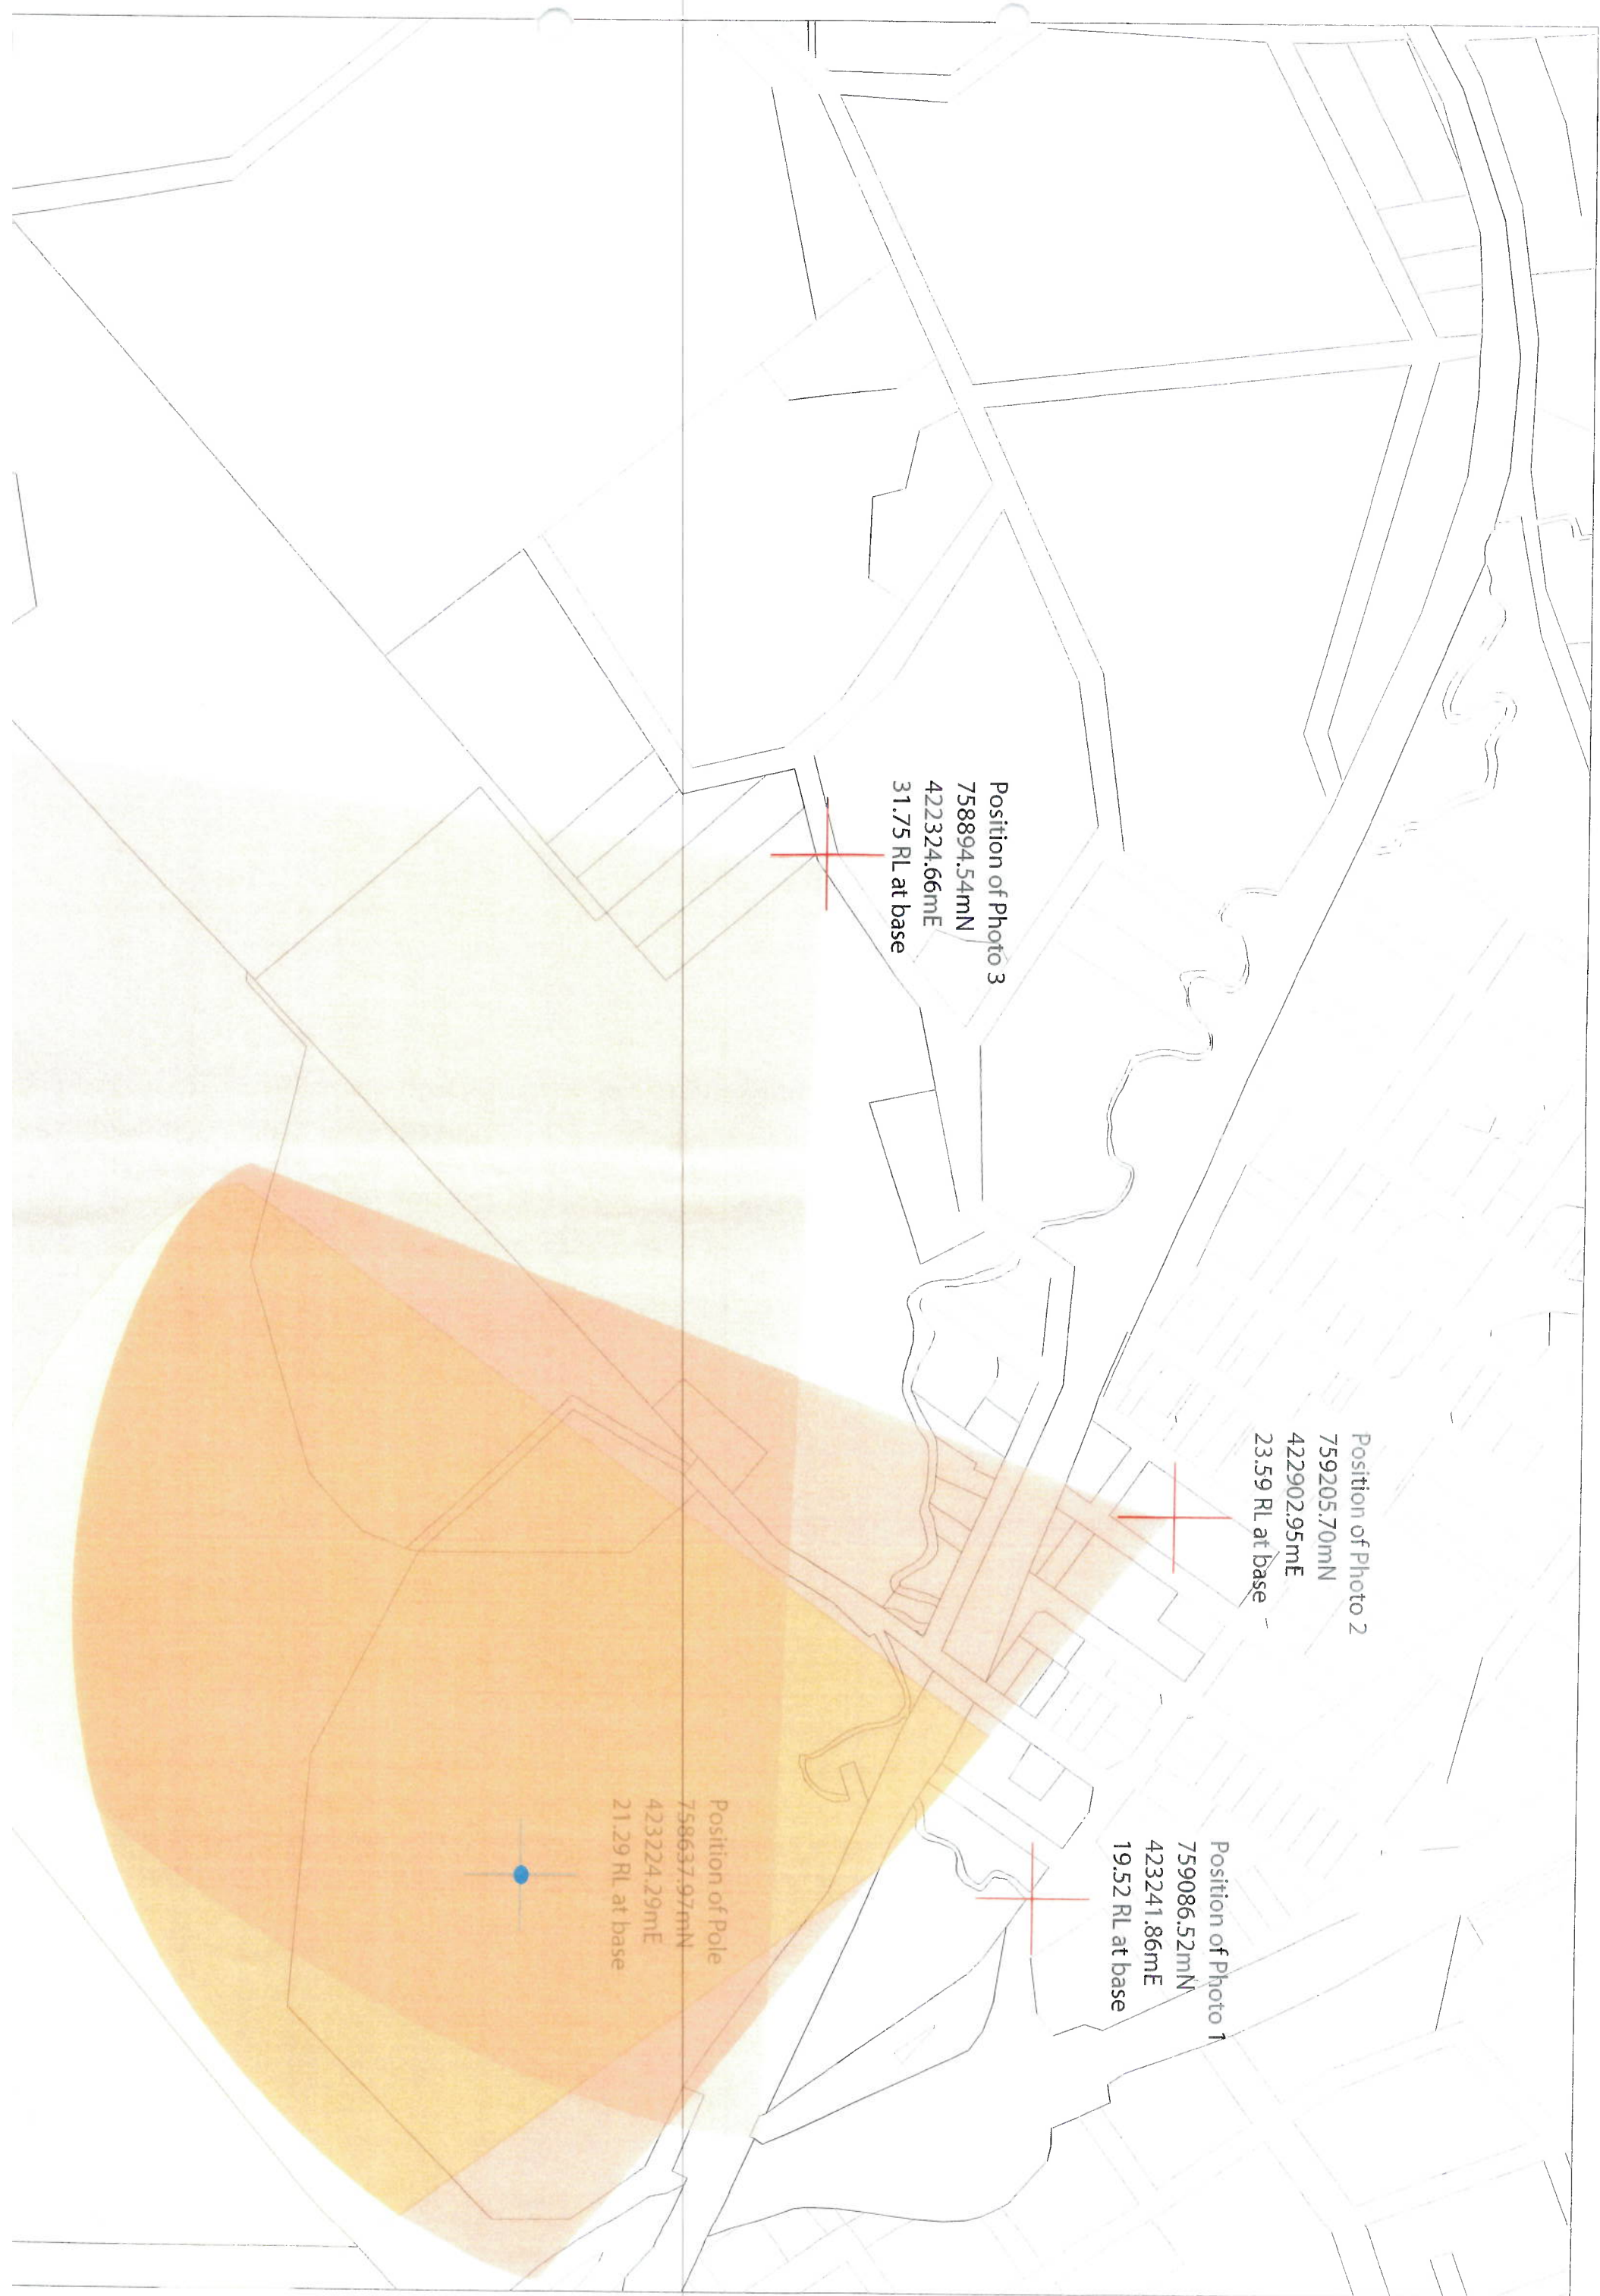 Position of Photo 3
758894.54mN
422324.66mE
31.75 RL at base
Position of Photo 2
759205.70mN
422902.95mE
23.59 RL at base
Position of Photo 1
759086.52mN
423241.86mE
19.52 RL at base
Position of Pole
758637.97mN
423224.29mE
21.29 RL at base